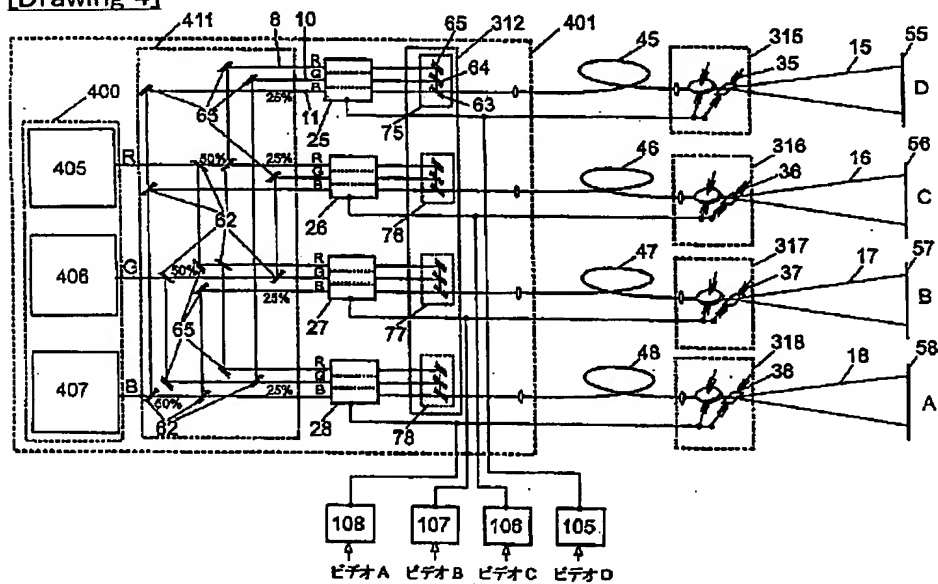 [Drawing 4]
411 8 10 65 312 401 45 315 35 15 55
R G B 25% 11 64 63 D
65 25 75
400 316 36 16 56
405 R 50% 25% R G B 46 C
62 26 76
406 G 50% 25% R G B 47 317 37 17 57 B
65 27 77
407 B 50% 25% R G B 48 318 38 18 58 A
62 28 78
108 107 106 105
ビデオA ビデオB ビデオC ビデオD